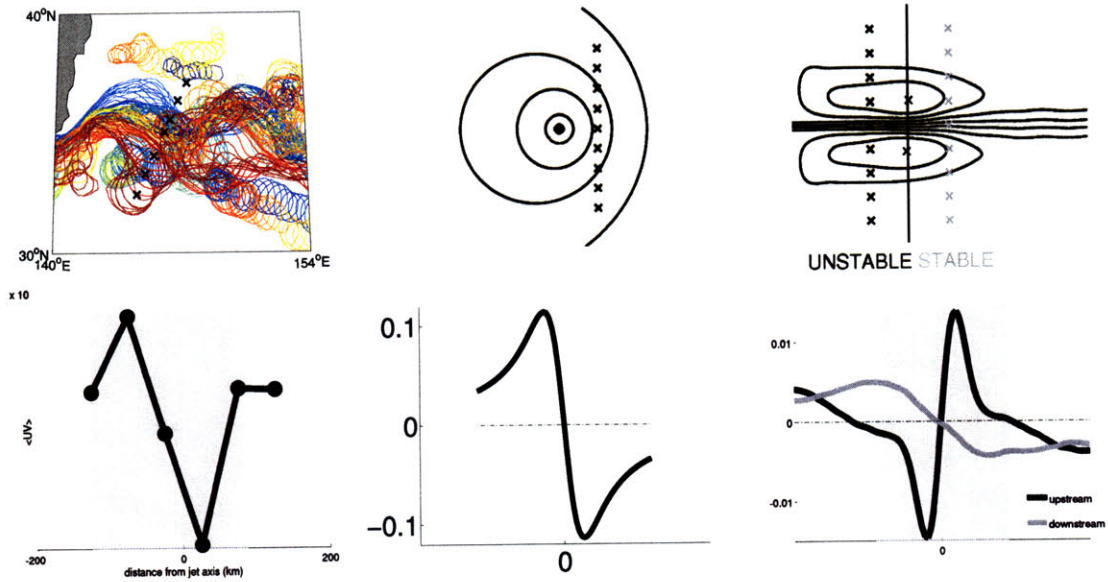 40°N
30°N
140°E
154°E
UNSTABLE STABLE
x 10
<UV>
-200
0
200
distance from jet axis (km)
0.1
0
-0.1
0
0.01
0
-0.01
upstream
downstream
0